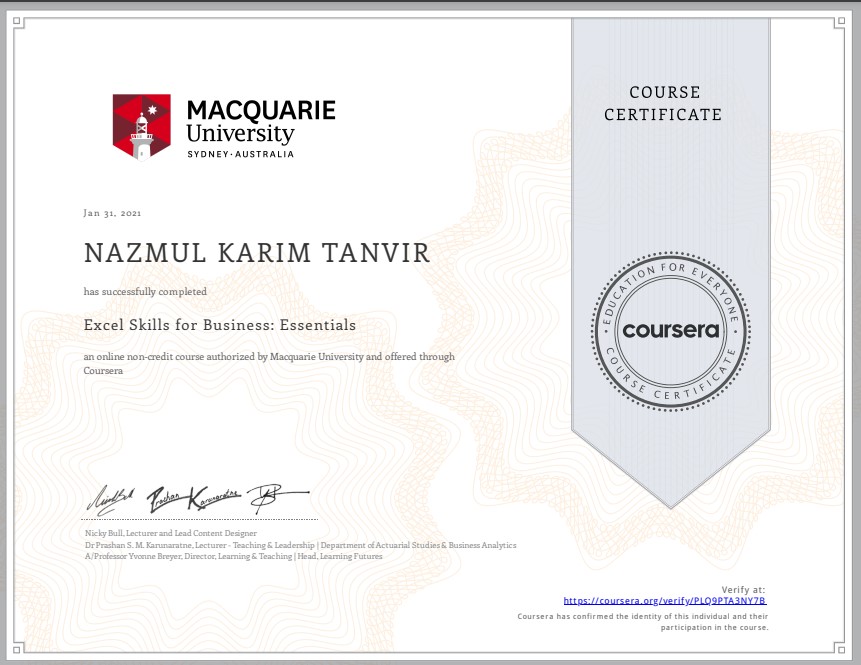 MACQUARIE
University
SYDNEY·AUSTRALIA
COURSE
CERTIFICATE
Jan 31, 2021
NAZMUL KARIM TANVIR
has successfully completed
Excel Skills for Business: Essentials
an online non-credit course authorized by Macquarie University and offered through
Coursera
EDUCATION FOR EVERYONE
coursera
COURSE CERTIFICATE
Prashan Karunaratne
Nicky Bull, Lecturer and Lead Content Designer
Dr Prashan S. M. Karunaratne, Lecturer - Teaching & Leadership | Department of Actuarial Studies & Business Analytics
A/Professor Yvonne Breyer, Director, Learning & Teaching | Head, Learning Futures
Verify at:
https://coursera.org/verify/PLQ9PTA3NY7B
Coursera has confirmed the identity of this individual and their
participation in the course.